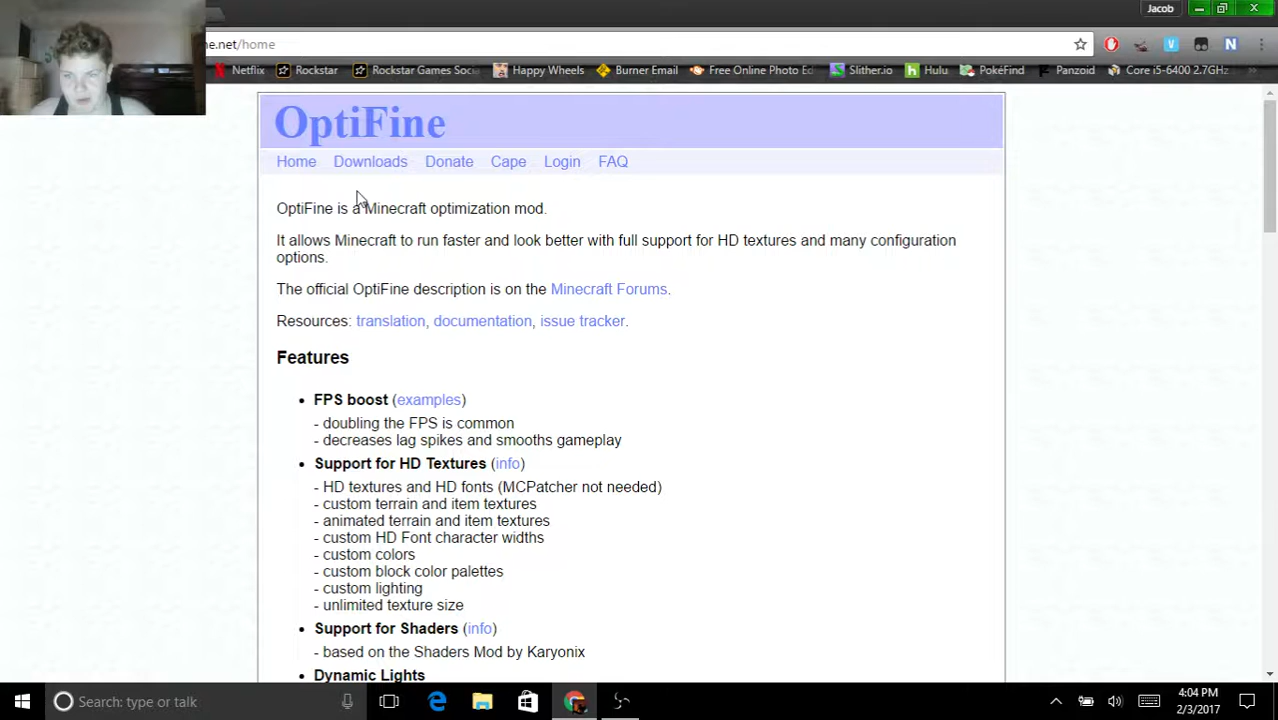 Jacob
ne.net/home
Netflix
Rockstar
Rockstar Games Soci
Happy Wheels
Burner Email
Free Online Photo Ed
Slither.io
Hulu
PokéFind
Panzoid
Core i5-6400 2.7GHz
OptiFine
Home Downloads Donate Cape Login FAQ
OptiFine is a Minecraft optimization mod.
It allows Minecraft to run faster and look better with full support for HD textures and many configuration
options.
The official OptiFine description is on the Minecraft Forums.
Resources: translation, documentation, issue tracker.
Features
• FPS boost (examples)
- doubling the FPS is common
- decreases lag spikes and smooths gameplay
• Support for HD Textures (info)
- HD textures and HD fonts (MCPatcher not needed)
- custom terrain and item textures
- animated terrain and item textures
- custom HD Font character widths
- custom colors
- custom block color palettes
- custom lighting
- unlimited texture size
• Support for Shaders (info)
- based on the Shaders Mod by Karyonix
• Dynamic Lights
Search: type or talk
4:04 PM
2/3/2017